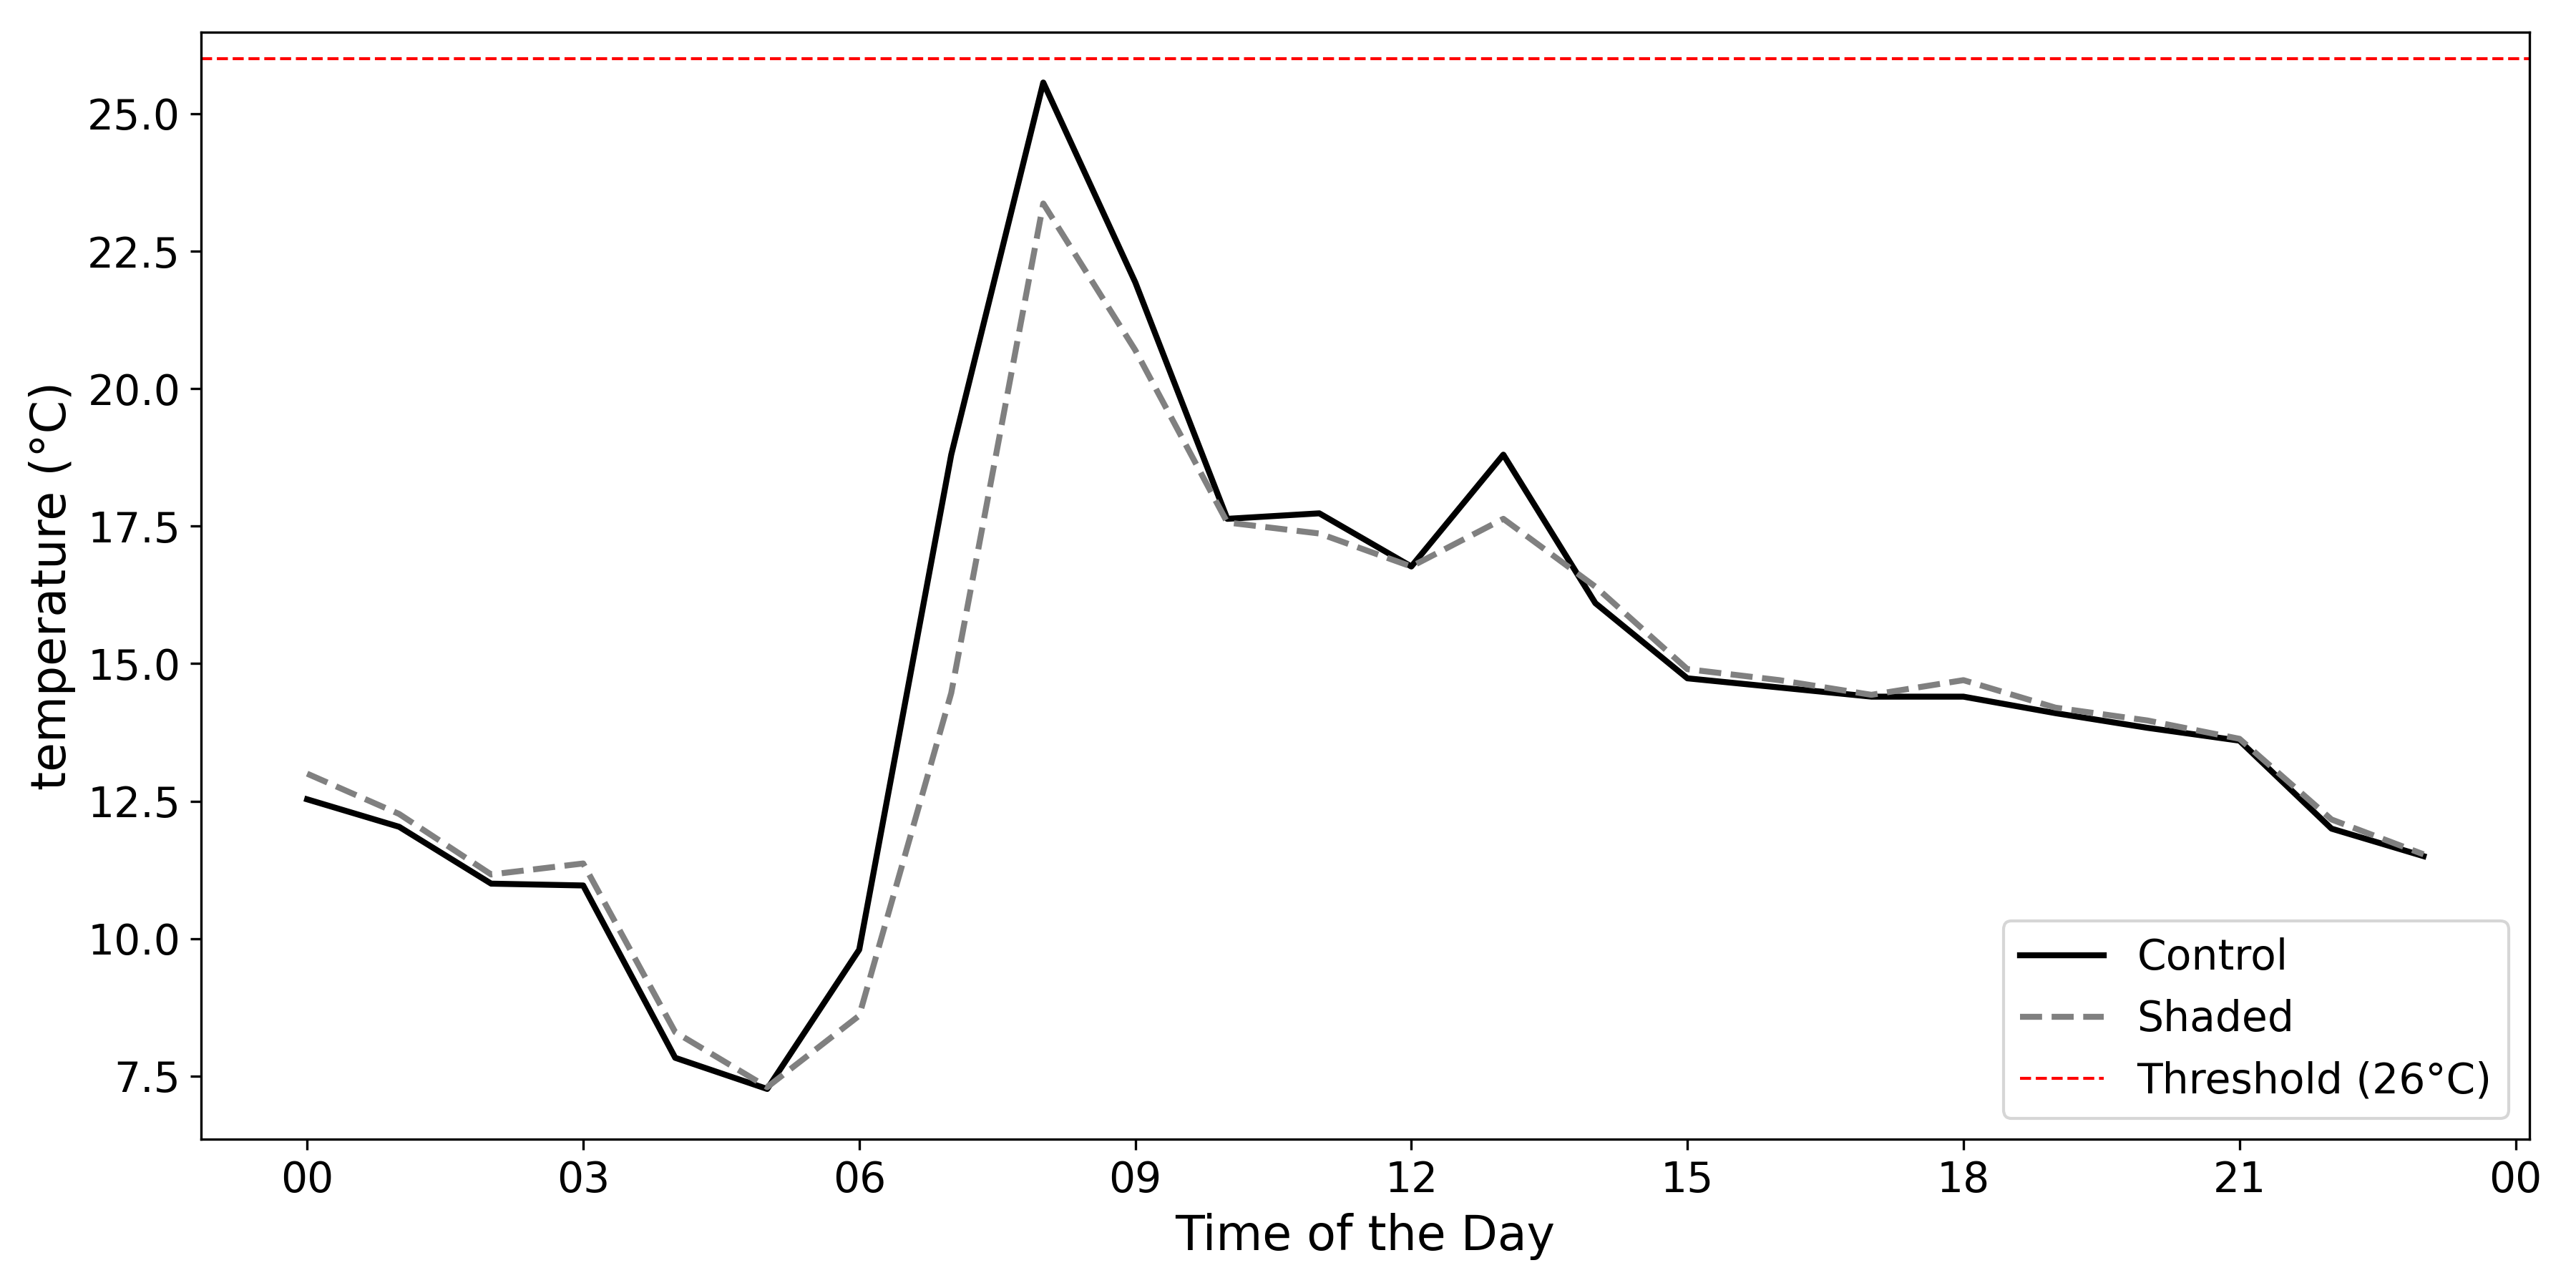 25.0
22.5
20.0
17.5
15.0
12.5
10.0
7.5
temperature (°C)
00 03 06 09 12 15 18 21 00
Time of the Day
Control
Shaded
Threshold (26°C)